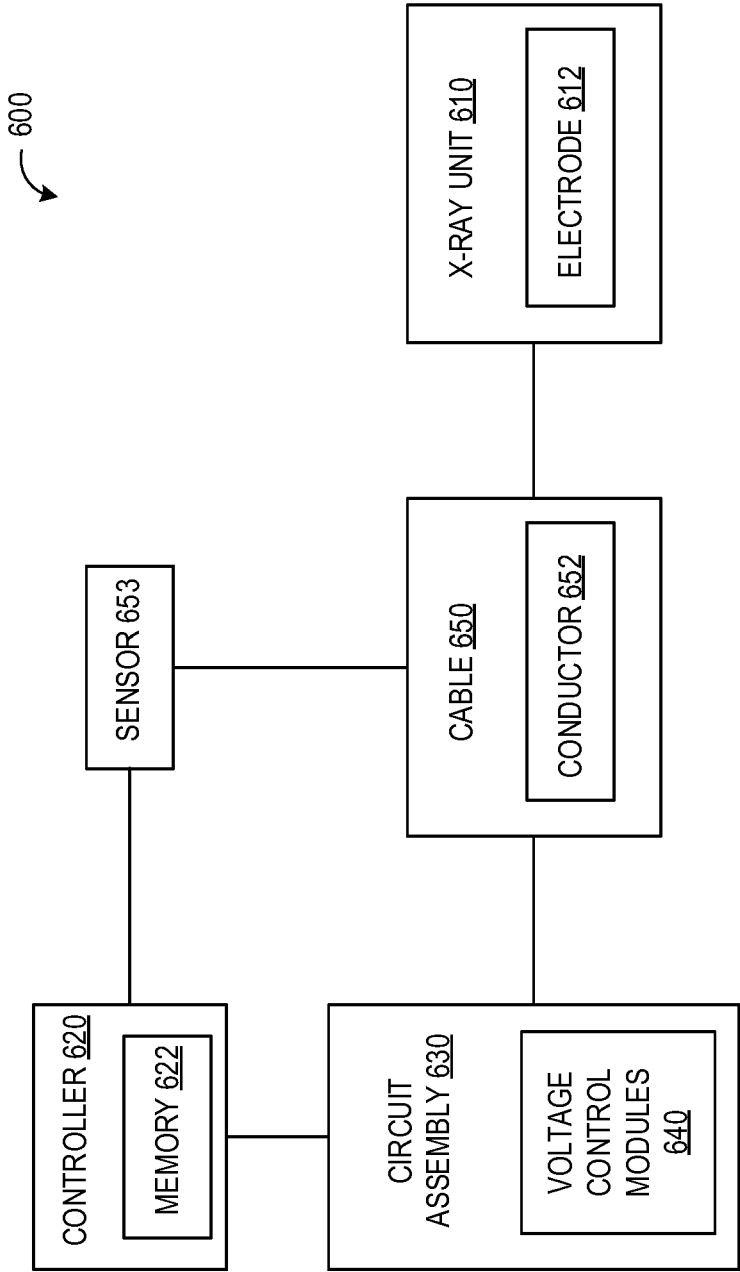 600
CONTROLLER 620
MEMORY 622
SENSOR 653
CIRCUIT
ASSEMBLY 630
VOLTAGE
CONTROL
MODULES
640
CABLE 650
CONDUCTOR 652
X-RAY UNIT 610
ELECTRODE 612